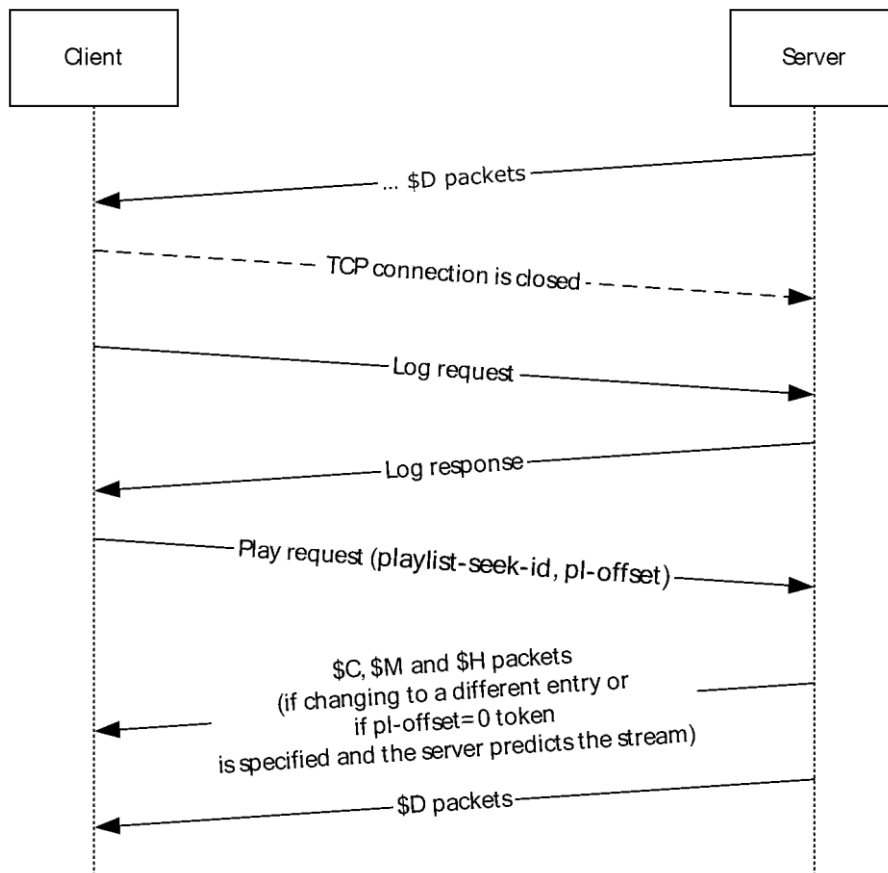 Client
Server
... $D packets
TCP connection is closed
Log request
Log response
Play request (playlist-seek-id, pl-offset)
$C, $M and $H packets
(if changing to a different entry or
if pl-offset=0 token
is specified and the server predicts the stream)
$D packets